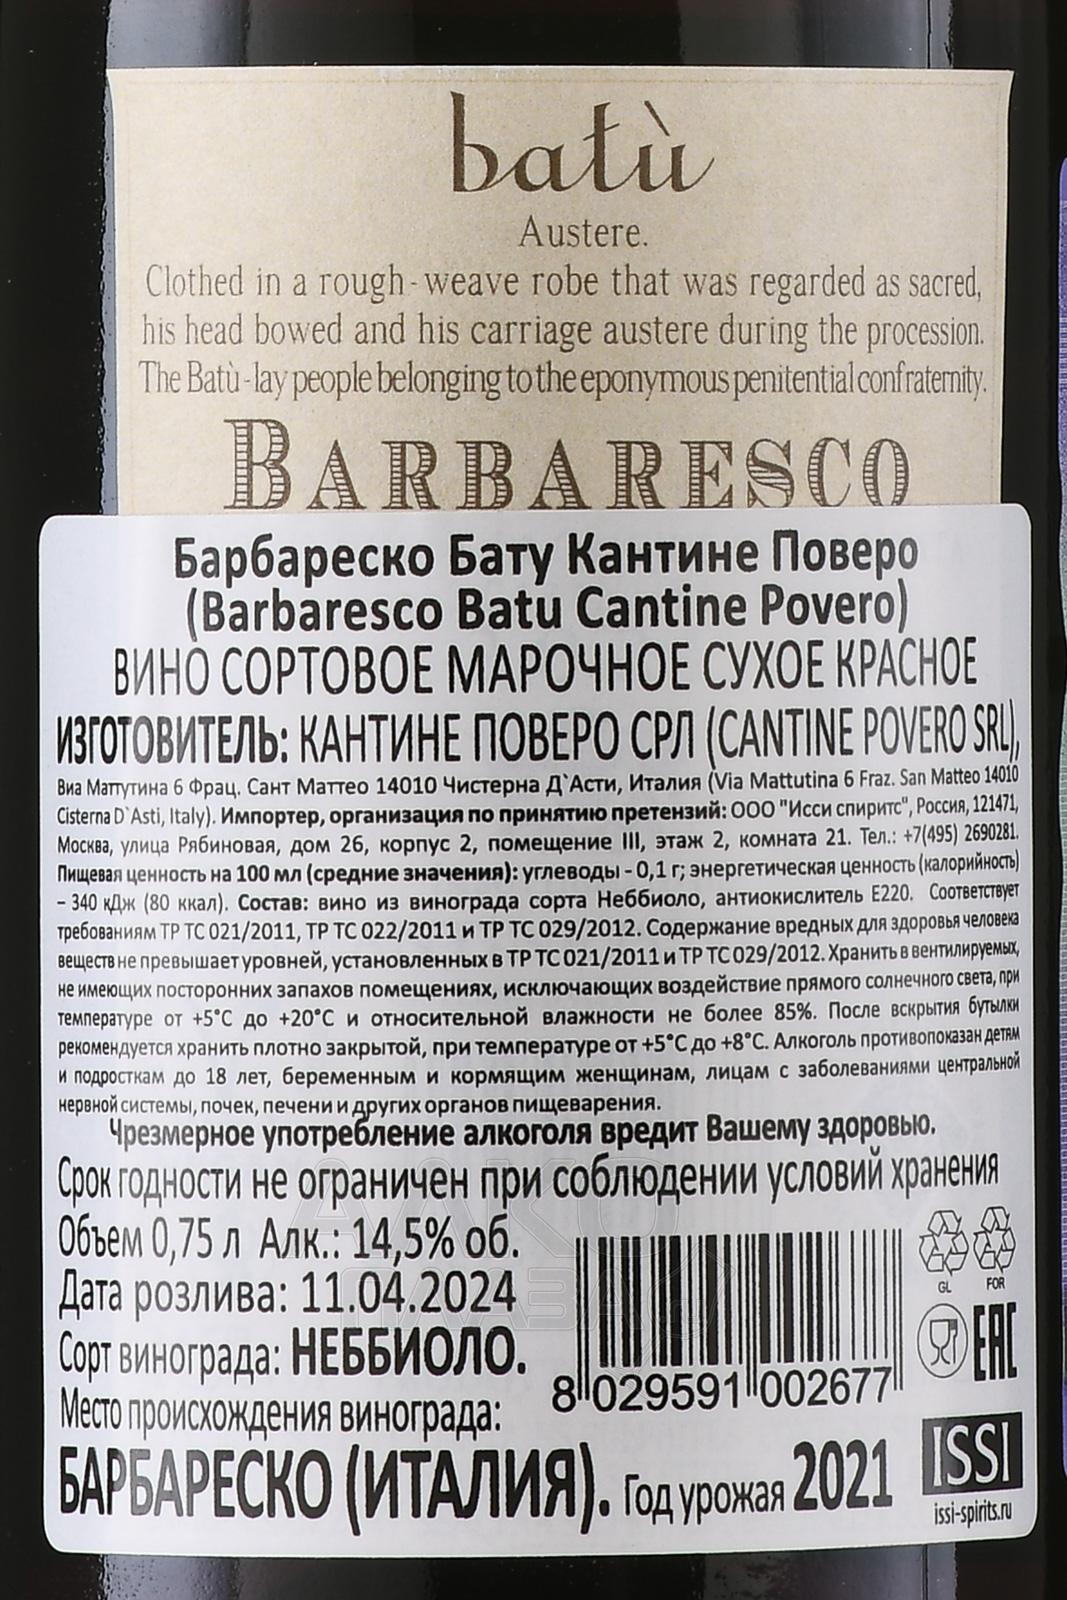 batù
Austere.
Clothed in a rough-weave robe that was regarded as sacred,
his head bowed and his carriage austere during the procession.
The Batù - lay people belonging to the eponymous penitential confraternity.
BARBARESCO
Барбареско Бату Кантине Поверо
(Barbaresco Batu Cantine Povero)
ВИНО СОРТОВОЕ МАРОЧНОЕ СУХОЕ КРАСНОЕ
ИЗГОТОВИТЕЛЬ: КАНТИНЕ ПОВЕРО СРЛ (CANTINE POVERO SRL),
Виа Маттутина 6 Фрац. Сант Маттео 14010 Чистерна Д`Асти, Италия (Via Mattutina 6 Fraz. San Matteo 14010
Cisterna D`Asti, Italy). Импортер, организация по принятию претензий: ООО "Исси спиритс", Россия, 121471,
Москва, улица Рябиновая, дом 26, корпус 2, помещение III, этаж 2, комната 21. Тел.: +7(495) 2690281.
Пищевая ценность на 100 мл (средние значения): углеводы - 0,1 г; энергетическая ценность (калорийность)
– 340 кДж (80 ккал). Состав: вино из винограда сорта Неббиоло, антиокислитель Е220. Соответствует
требованиям ТР ТС 021/2011, ТР ТС 022/2011 и ТР ТС 029/2012. Содержание вредных для здоровья человека
веществ не превышает уровней, установленных в ТР ТС 021/2011 и ТР ТС 029/2012. Хранить в вентилируемых,
не имеющих посторонних запахов помещениях, исключающих воздействие прямого солнечного света, при
температуре от +5°С до +20°С и относительной влажности не более 85%. После вскрытия бутылки
рекомендуется хранить плотно закрытой, при температуре от +5°С до +8°С. Алкоголь противопоказан детям
и подросткам до 18 лет, беременным и кормящим женщинам, лицам с заболеваниями центральной
нервной системы, почек, печени и других органов пищеварения.
Чрезмерное употребление алкоголя вредит Вашему здоровью.
Срок годности не ограничен при соблюдении условий хранения
Объем 0,75 л Алк.: 14,5% об.
Дата розлива: 11.04.2024
Сорт винограда: НЕББИОЛО.
Место происхождения винограда:
БАРБАРЕСКО (ИТАЛИЯ). Год урожая 2021
8 029591 002677
GL FOR
EAC
ISSI
issi-spirits.ru
АЛКО
ПЛАЗА